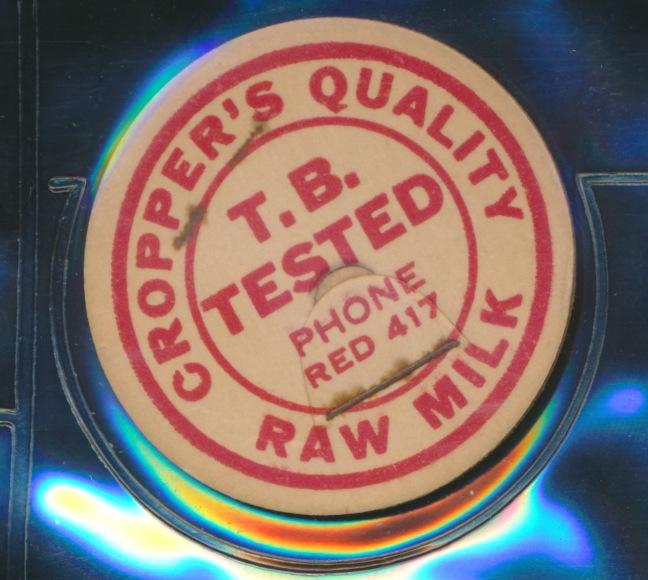 CROPPER'S QUALITY
T.B.
TESTED
PHONE
RED 417
RAW MILK